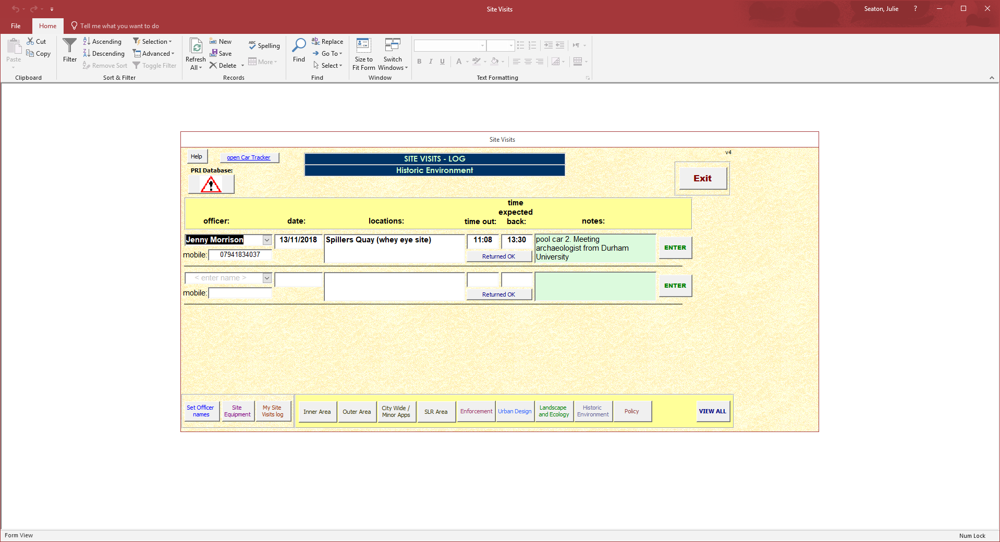 Site Visits
Seaton, Julie
?
File
Home
Tell me what you want to do
Paste
Cut
Copy
Clipboard
Filter
Ascending
Descending
Remove Sort
Selection
Advanced
Toggle Filter
Sort & Filter
Refresh
All
New
Save
Delete
Spelling
More
Records
Find
Replace
Go To
Select
Find
Size to
Fit Form
Switch
Windows
Window
B I U A
Text Formatting
Site Visits
Help
open Car Tracker
SITE VISITS - LOG
Historic Environment
v4
PRI Database:
Exit
officer:
date:
locations:
time out:
time
expected
back:
notes:
Jenny Morrison
13/11/2018
Spillers Quay (whey eye site)
11:08
13:30
pool car 2. Meeting
archaeologist from Durham
University
ENTER
mobile:
07941834037
Returned OK
< enter name >
ENTER
mobile:
Returned OK
Set Officer
names
Site
Equipment
My Site
Visits log
Inner Area
Outer Area
City Wide /
Minor Apps
SLR Area
Enforcement
Urban Design
Landscape
and Ecology
Historic
Environment
Policy
VIEW ALL
Form View
Num Lock